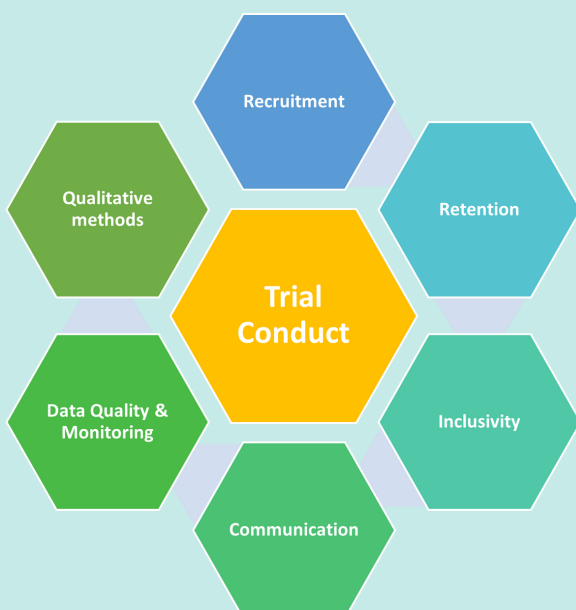 Recruitment
Retention
Inclusivity
Communication
Data Quality &
Monitoring
Qualitative
methods
Trial
Conduct